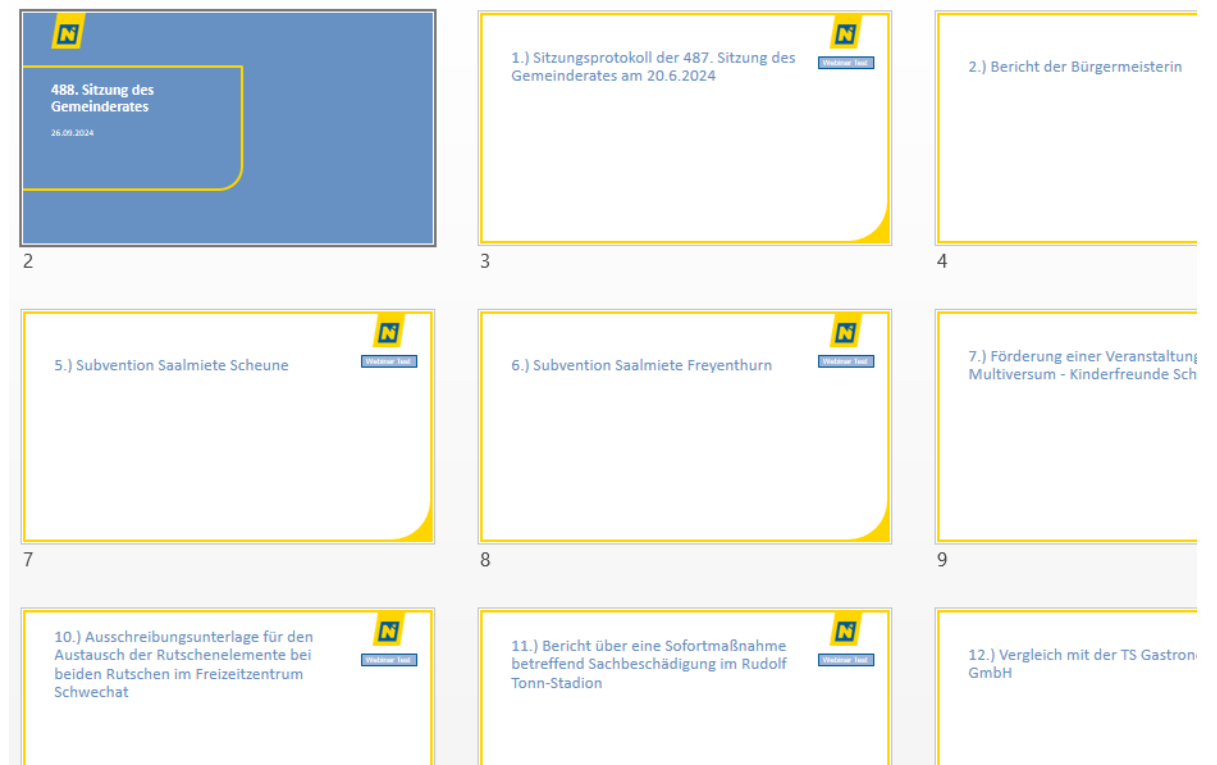 488. Sitzung des
Gemeinderates
26.09.2024
2
1.) Sitzungsprotokoll der 487. Sitzung des
Gemeinderates am 20.6.2024
Webinar Test
3
2.) Bericht der Bürgermeisterin
4
5.) Subvention Saalmiete Scheune
Webinar Test
7
6.) Subvention Saalmiete Freyenthurn
Webinar Test
8
7.) Förderung einer Veranstaltung
Multiversum - Kinderfreunde Sch
9
10.) Ausschreibungsunterlage für den
Austausch der Rutschenelemente bei
beiden Rutschen im Freizeitzentrum
Schwechat
Webinar Test
11.) Bericht über eine Sofortmaßnahme
betreffend Sachbeschädigung im Rudolf
Tonn-Stadion
Webinar Test
12.) Vergleich mit der TS Gastron
GmbH